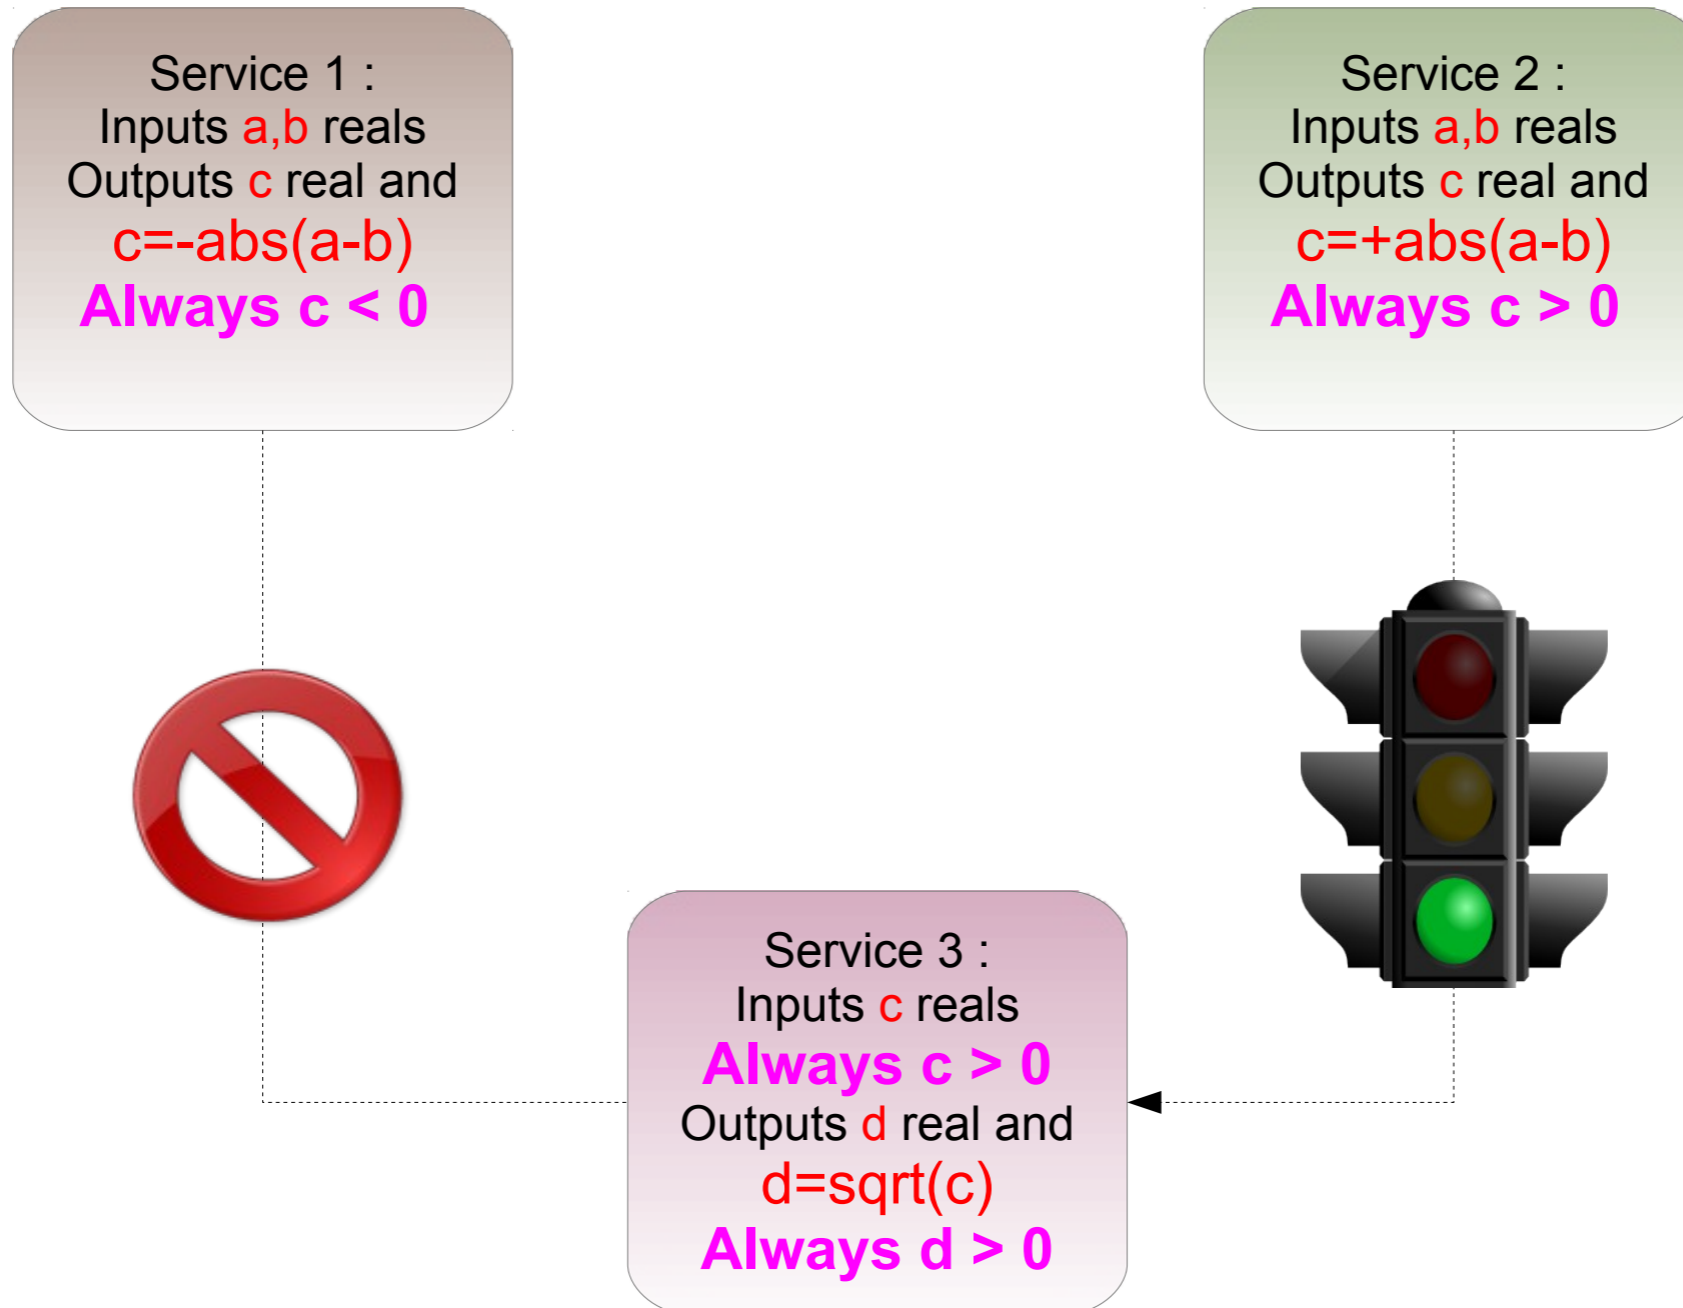 Service 1 :
Inputs a,b reals
Outputs c real and
c=-abs(a-b)
Always c < 0
Service 2 :
Inputs a,b reals
Outputs c real and
c=+abs(a-b)
Always c > 0
Service 3 :
Inputs c reals
Always c > 0
Outputs d real and
d=sqrt(c)
Always d > 0